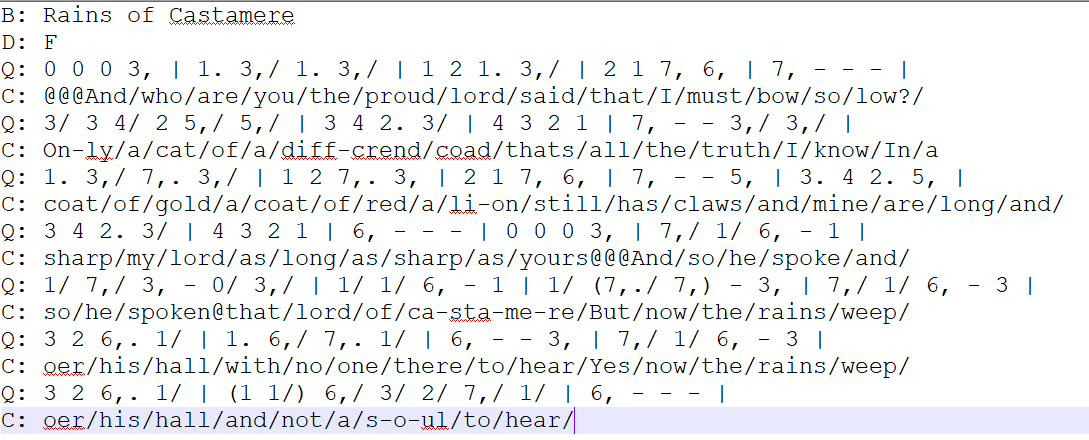 B: Rains of Castamere
D: F
Q: 0 0 0 3, | 1. 3,/ 1. 3,/ | 1 2 1. 3,/ | 2 1 7, 6, | 7, - - - |
C: @@@And/who/are/you/the/proud/lord/said/that/I/must/bow/so/low?/
Q: 3/ 3 4/ 2 5,/ 5,/ | 3 4 2. 3/ | 4 3 2 1 | 7, - - 3,/ 3,/ |
C: On-ly/a/cat/of/a/diff-crend/coad/thats/all/the/truth/I/know/In/a
Q: 1. 3,/ 7,. 3,/ | 1 2 7,. 3, | 2 1 7, 6, | 7, - - 5, | 3. 4 2. 5, |
C: coat/of/gold/a/coat/of/red/a/li-on/still/has/claws/and/mine/are/long/and/
Q: 3 4 2. 3/ | 4 3 2 1 | 6, - - - | 0 0 0 3, | 7,/ 1/ 6, - 1 |
C: sharp/my/lord/as/long/as/sharp/as/yours@@@And/so/he/spoke/and/
Q: 1/ 7,/ 3, - 0/ 3,/ | 1/ 1/ 6, - 1 | 1/ (7,./ 7,) - 3, | 7,/ 1/ 6, - 3 |
C: so/he/spoken@that/lord/of/ca-sta-me-re/But/now/the/rains/weep/
Q: 3 2 6,. 1/ | 1. 6,/ 7,. 1/ | 6, - - 3, | 7,/ 1/ 6, - 3 |
C: oer/his/hall/with/no/one/there/to/hear/Yes/now/the/rains/weep/
Q: 3 2 6,. 1/ | (1 1/) 6,/ 3/ 2/ 7,/ 1/ | 6, - - - |
C: oer/his/hall/and/not/a/s-o-ul/to/hear/